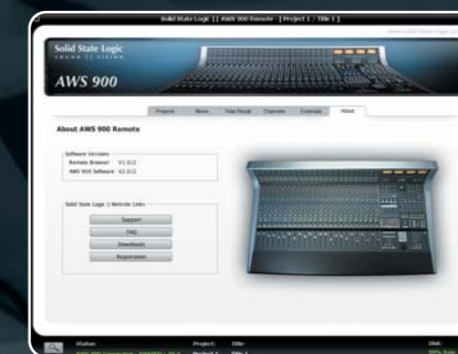 Solid State Logic || AWS 900 Remote - [ Project 1 / Title 1 ]
Solid State Logic
SOUND || VISION
AWS 900
Projects Mixes Total Recall Channels Externals About
About AWS 900 Remote
Software Versions
Remote Browser V1.0/2
AWS 900 Software V2.0/2
Solid State Logic || Website Links
Support
FAQ
Downloads
Registration
Status: Project: Title: Disk:
Project 1 Title 1